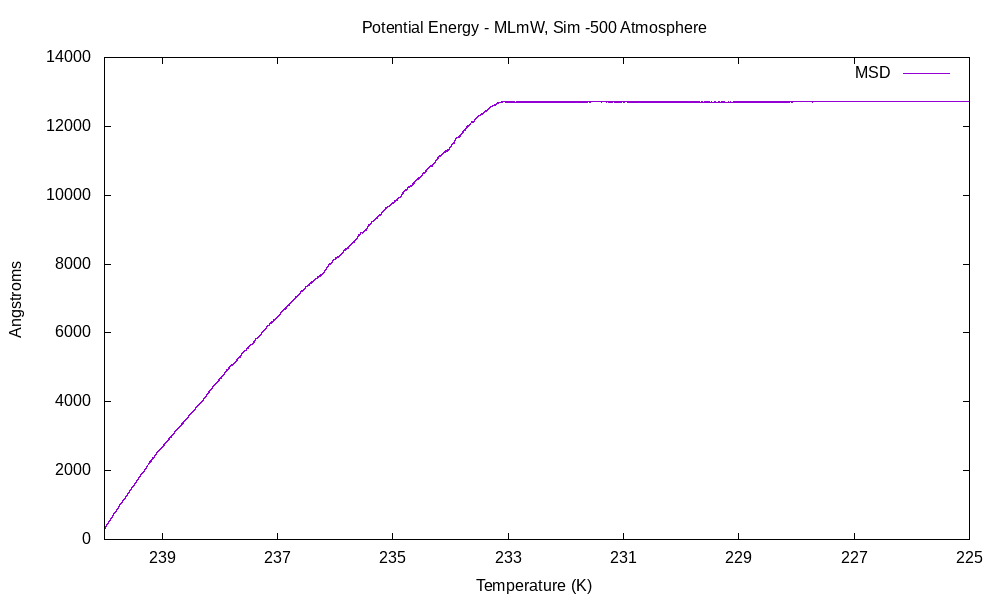 Potential Energy - MLmW, Sim -500 Atmosphere
MSD
14000
12000
10000
8000
6000
4000
2000
0
Angstroms
239 237 235 233 231 229 227 225
Temperature (K)